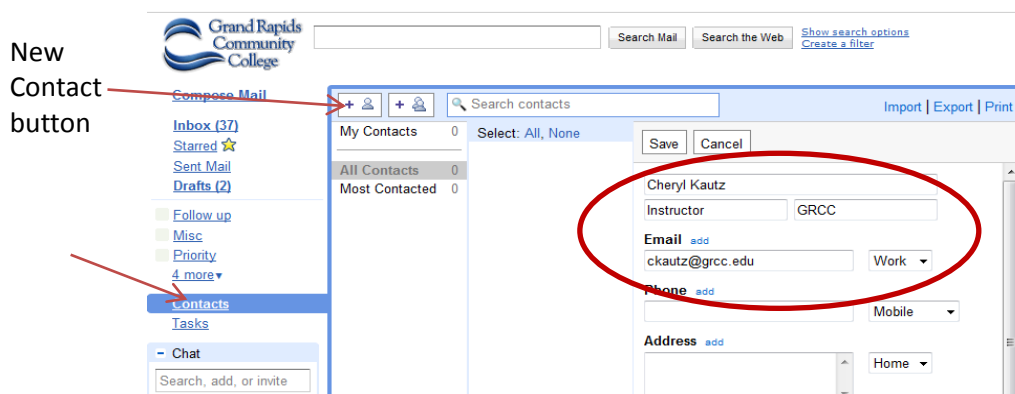 Grand Rapids
Community
College
Search Mail
Search the Web
Show search options
Create a filter
New
Contact
button
Compose Mail
Inbox (37)
Starred
Sent Mail
Drafts (2)
Follow up
Misc
Priority
4 more▾
Contacts
Tasks
− Chat
Search, add, or invite
+
+
Search contacts
Import | Export | Print
My Contacts 0
All Contacts 0
Most Contacted 0
Select: All, None
Save
Cancel
Cheryl Kautz
Instructor
GRCC
Email add
ckautz@grcc.edu
Work
Phone add
Mobile
Address add
Home